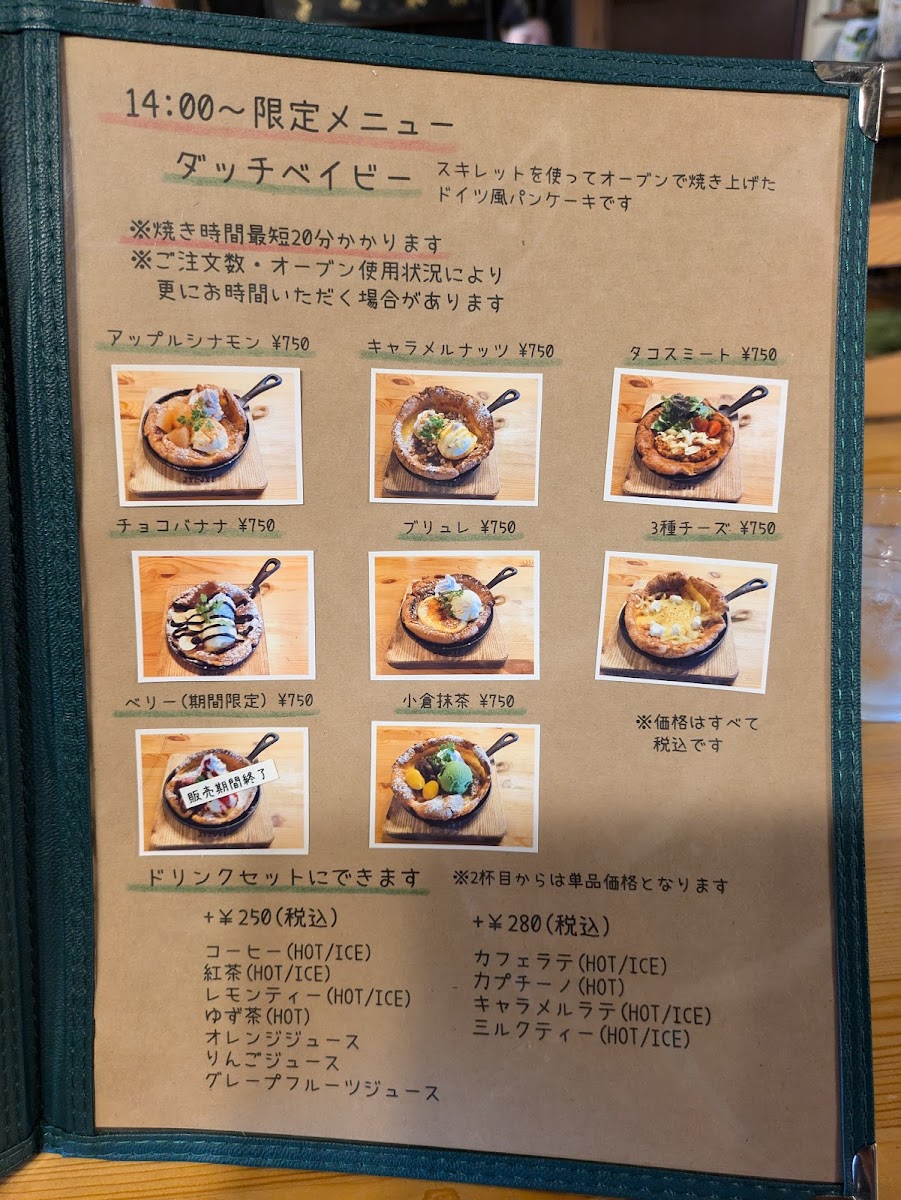 14:00～限定メニュー
ダッチベイビー
スキレットを使ってオーブンで焼き上げた
ドイツ風パンケーキです
※焼き時間最短20分かかります
※ご注文数・オーブン使用状況により
更にお時間いただく場合があります
アップルシナモン ¥750
キャラメルナッツ ¥750
タコスミート ¥750
チョコバナナ ¥750
ブリュレ ¥750
3種チーズ ¥750
ベリー(期間限定) ¥750
小倉抹茶 ¥750
※価格はすべて
税込です
販売期間終了
ドリンクセットにできます
※2杯目からは単品価格となります
+¥250(税込)
コーヒー(HOT/ICE)
紅茶(HOT/ICE)
レモンティー(HOT/ICE)
ゆず茶(HOT)
オレンジジュース
りんごジュース
グレープフルーツジュース
+¥280(税込)
カフェラテ(HOT/ICE)
カプチーノ(HOT)
キャラメルラテ(HOT/ICE)
ミルクティー(HOT/ICE)